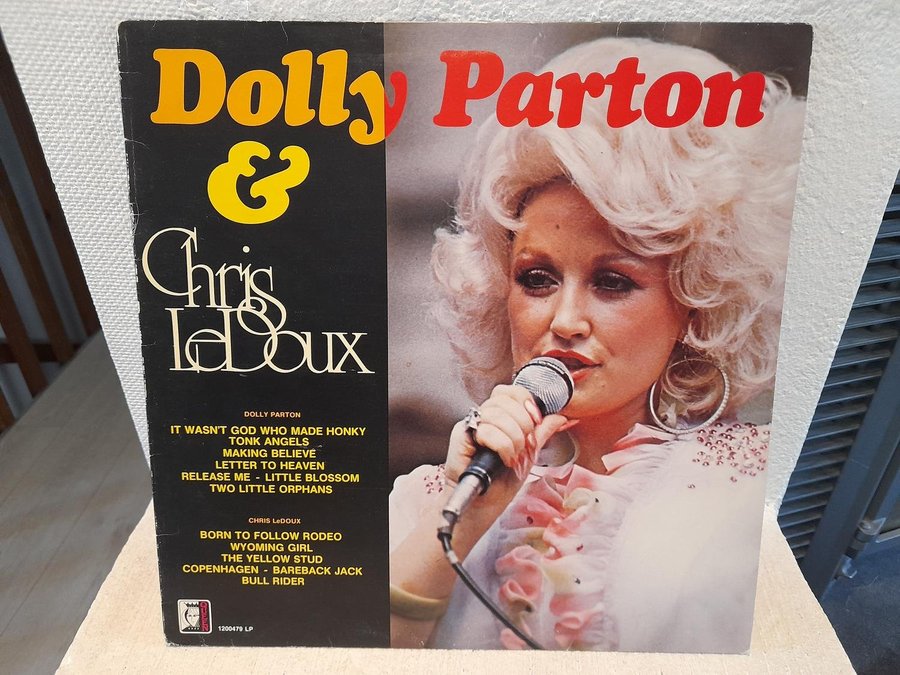 Dolly Parton
&
Chris
LeDoux
DOLLY PARTON
IT WASN'T GOD WHO MADE HONKY
TONK ANGELS
MAKING BELIEVE
LETTER TO HEAVEN
RELEASE ME - LITTLE BLOSSOM
TWO LITTLE ORPHANS
CHRIS LeDOUX
BORN TO FOLLOW RODEO
WYOMING GIRL
THE YELLOW STUD
COPENHAGEN - BAREBACK JACK
BULL RIDER
QUEEN
1200479 LP